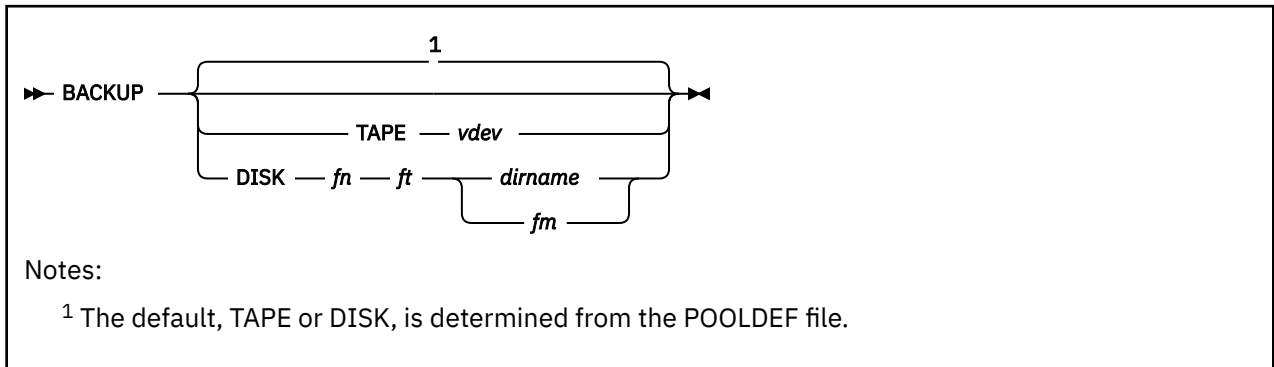 1
BACKUP
TAPE vdev
DISK fn ft dirname
fm
Notes:
1 The default, TAPE or DISK, is determined from the POOLDEF file.